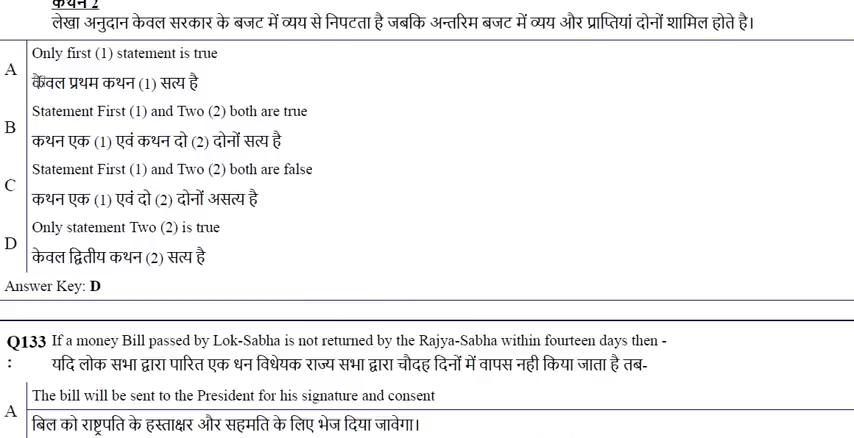 कथन 2
लेखा अनुदान केवल सरकार के बजट में व्यय से निपटता है जबकि अन्तरिम बजट में व्यय और प्राप्तियां दोनों शामिल होते है।
A
Only first (1) statement is true
केवल प्रथम कथन (1) सत्य है
B
Statement First (1) and Two (2) both are true
कथन एक (1) एवं कथन दो (2) दोनों सत्य है
C
Statement First (1) and Two (2) both are false
कथन एक (1) एवं दो (2) दोनों असत्य है
D
Only statement Two (2) is true
केवल द्वितीय कथन (2) सत्य है
Answer Key: D
Q133 : If a money Bill passed by Lok-Sabha is not returned by the Rajya-Sabha within fourteen days then -
यदि लोक सभा द्वारा पारित एक धन विधेयक राज्य सभा द्वारा चौदह दिनों में वापस नही किया जाता है तब-
A
The bill will be sent to the President for his signature and consent
बिल को राष्ट्रपति के हस्ताक्षर और सहमति के लिए भेज दिया जावेगा।